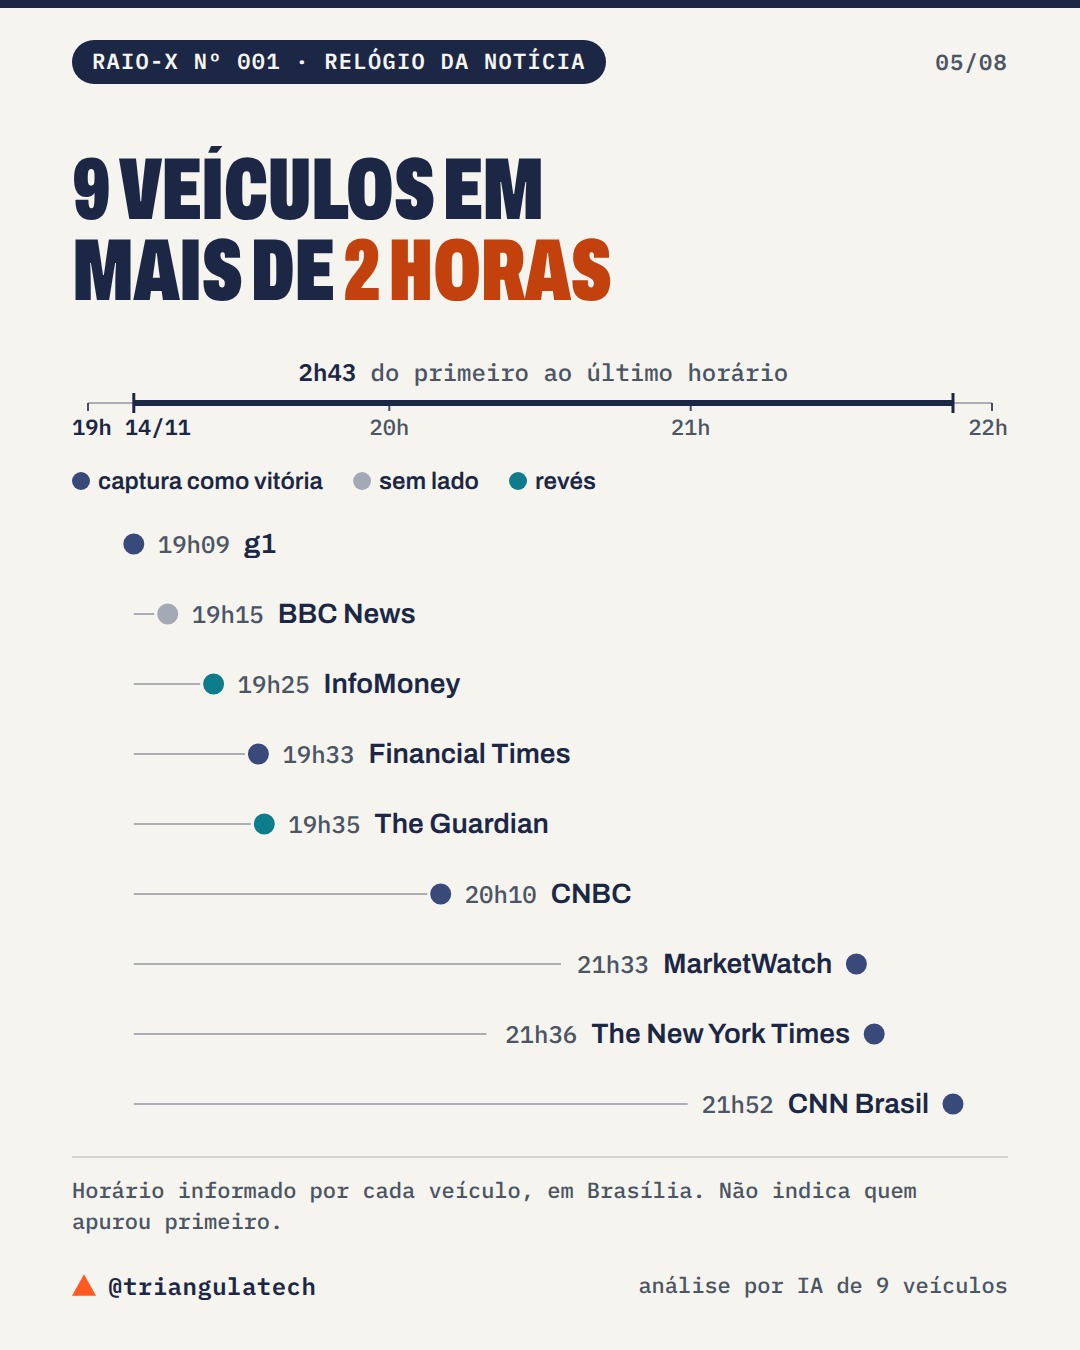 RAIO-X Nº 001 · RELÓGIO DA NOTÍCIA
05/08
9 VEÍCULOS EM
MAIS DE 2 HORAS
2h43 do primeiro ao último horário
19h 14/11 20h 21h 22h
captura como vitória sem lado revés
19h09 g1
19h15 BBC News
19h25 InfoMoney
19h33 Financial Times
19h35 The Guardian
20h10 CNBC
21h33 MarketWatch
21h36 The New York Times
21h52 CNN Brasil
Horário informado por cada veículo, em Brasília. Não indica quem
apurou primeiro.
@triangulatech
análise por IA de 9 veículos